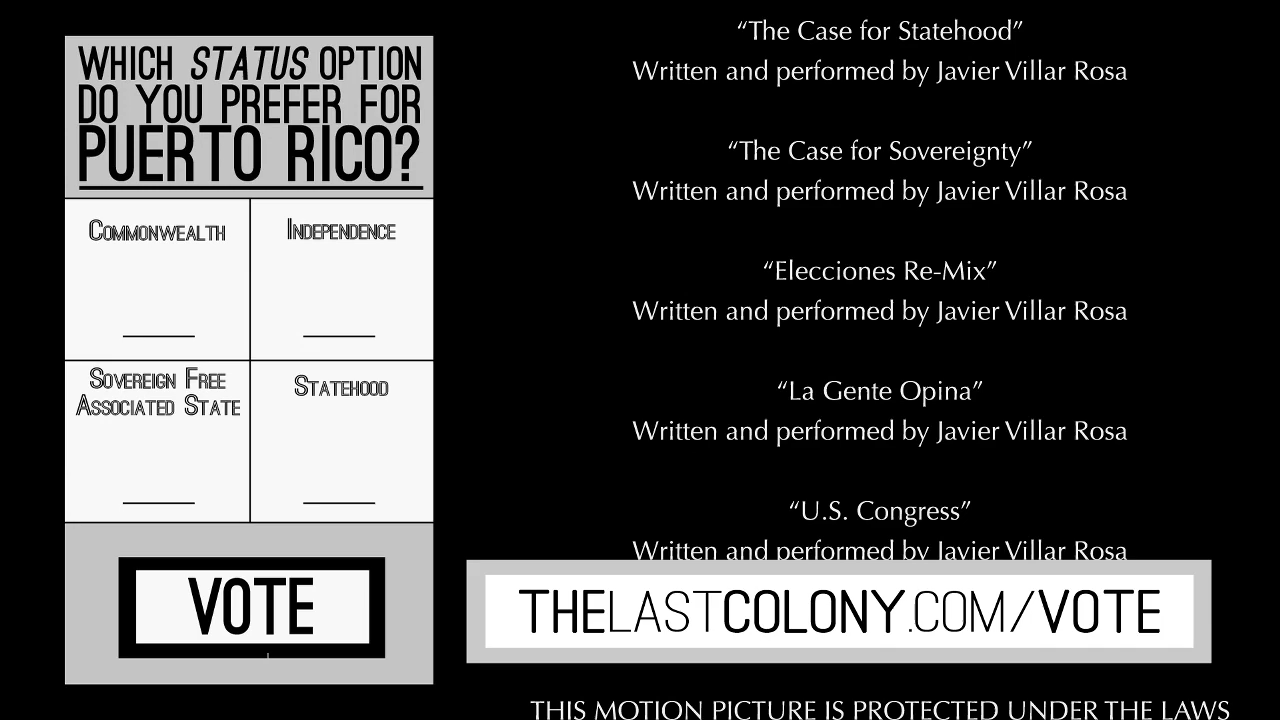 WHICH STATUS OPTION
DO YOU PREFER FOR
PUERTO RICO?
COMMONWEALTH
INDEPENDENCE
SOVEREIGN FREE
ASSOCIATED STATE
STATEHOOD
VOTE
“The Case for Statehood”
Written and performed by Javier Villar Rosa
“The Case for Sovereignty”
Written and performed by Javier Villar Rosa
“Elecciones Re-Mix”
Written and performed by Javier Villar Rosa
“La Gente Opina”
Written and performed by Javier Villar Rosa
“U.S. Congress”
Written and performed by Javier Villar Rosa
THELASTCOLONY.COM/VOTE
THIS MOTION PICTURE IS PROTECTED UNDER THE LAWS